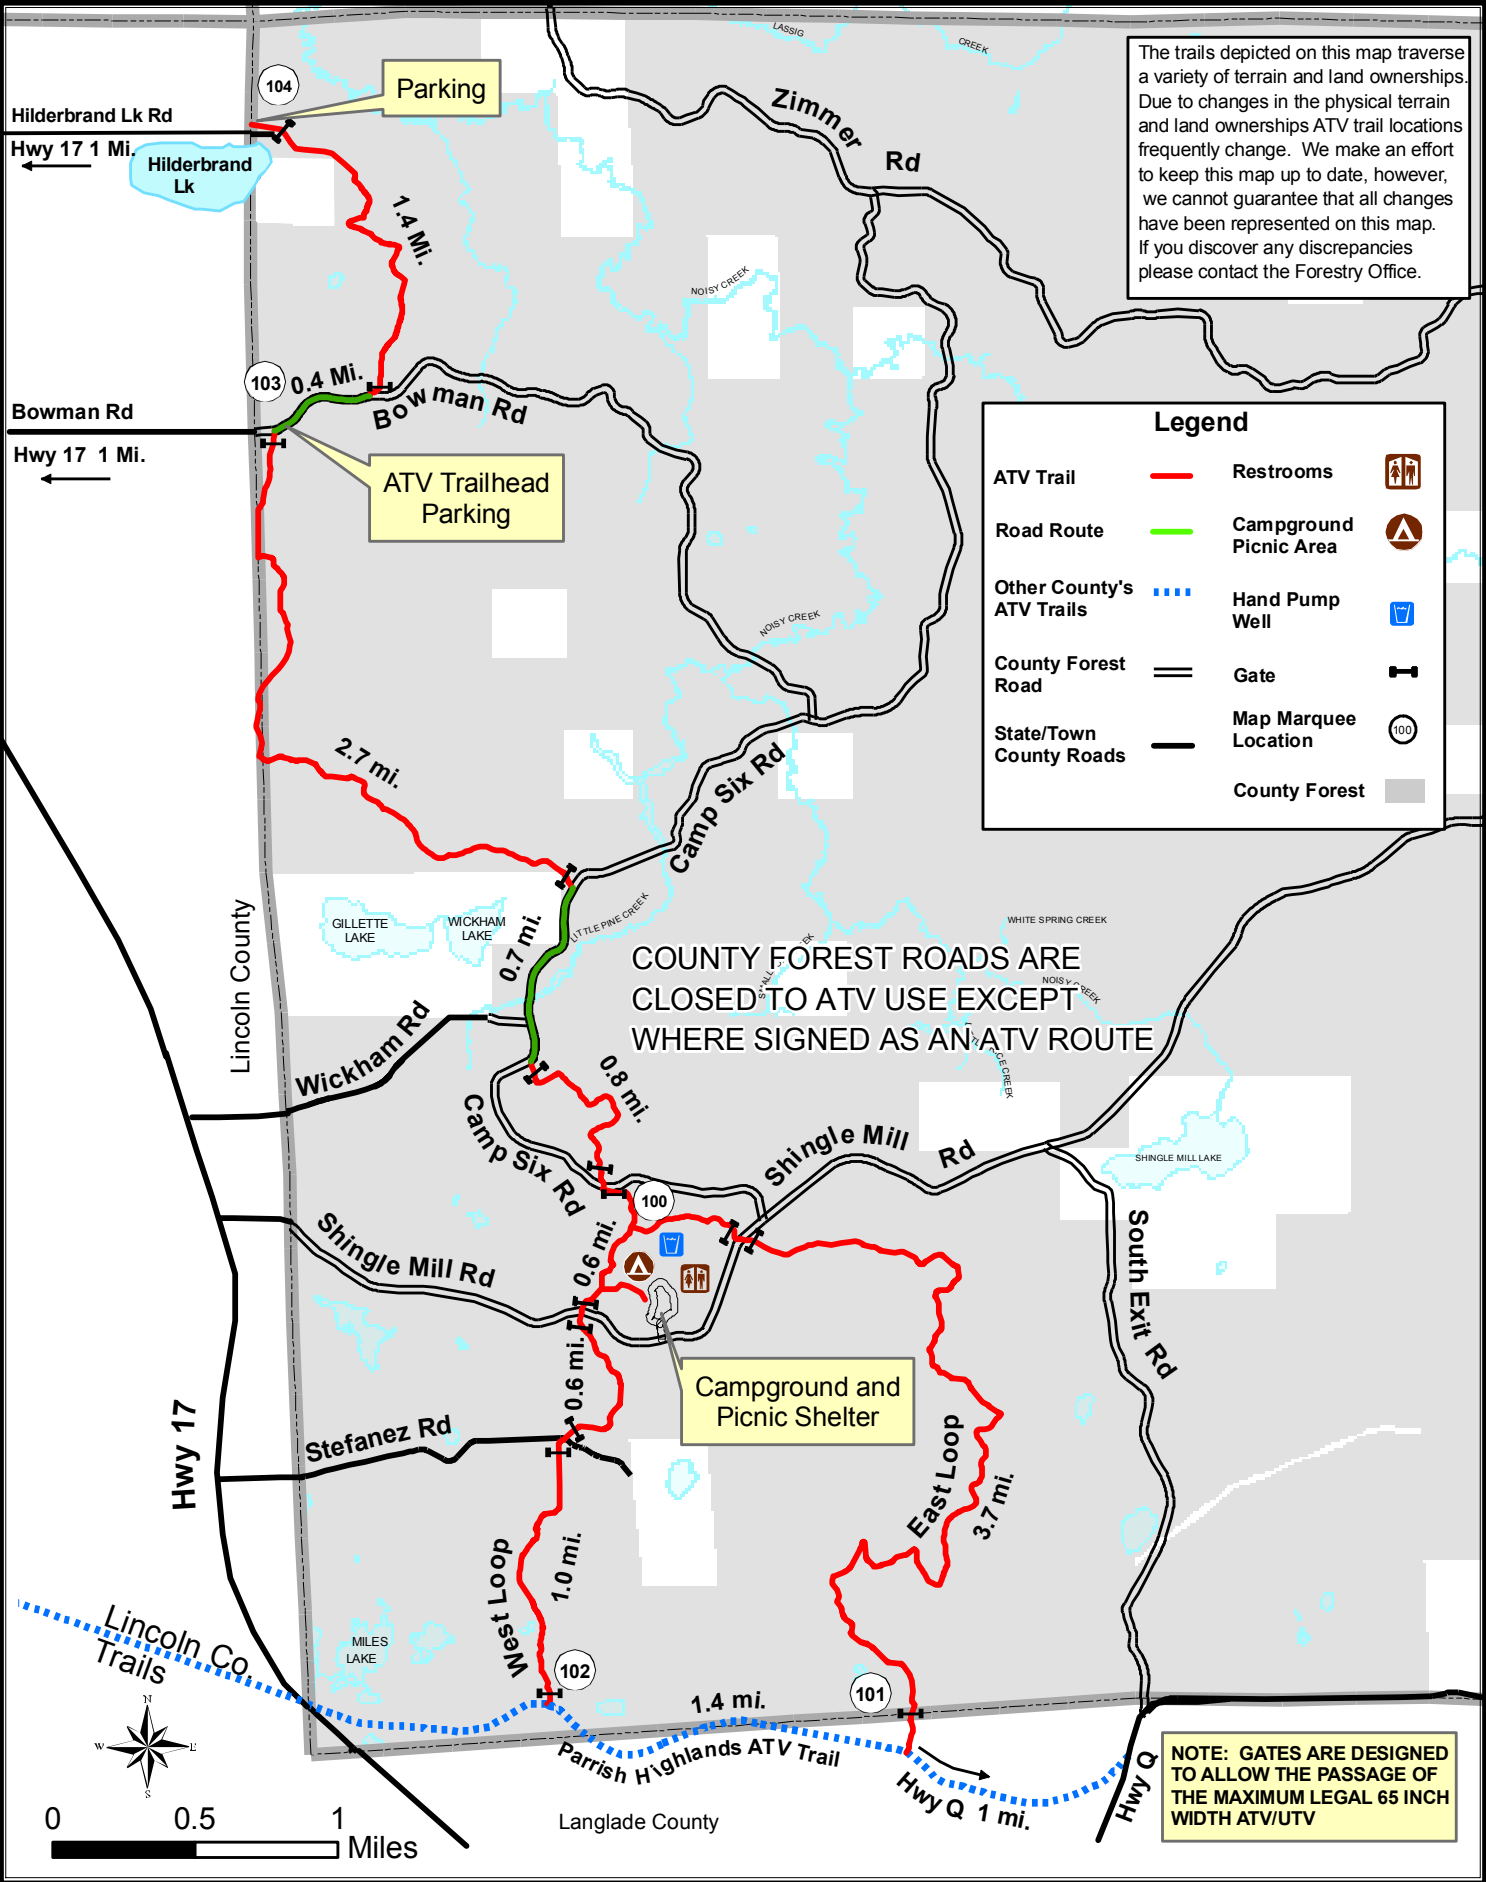 LASSIG
CREEK
The trails depicted on this map traverse
a variety of terrain and land ownerships.
Due to changes in the physical terrain
and land ownerships ATV trail locations
frequently change. We make an effort
to keep this map up to date, however,
we cannot guarantee that all changes
have been represented on this map.
If you discover any discrepancies
please contact the Forestry Office.
104
Parking
Hilderbrand Lk Rd
Hwy 17 1 Mi.
Hilderbrand
Lk
Zimmer
Rd
1.4 Mi.
NOISY CREEK
103
0.4 Mi.
Bowman Rd
Bowman Rd
Hwy 17 1 Mi.
ATV Trailhead
Parking
Legend
ATV Trail
Restrooms
Road Route
Campground
Picnic Area
Other County's
ATV Trails
Hand Pump
Well
County Forest
Road
Gate
State/Town
County Roads
Map Marquee
Location
100
County Forest
NOISY CREEK
2.7 mi.
Camp Six Rd
Lincoln County
GILLETTE
LAKE
WICKHAM
LAKE
LITTLE PINE CREEK
0.7 mi.
WHITE SPRING CREEK
NOISY CREEK
COUNTY FOREST ROADS ARE
CLOSED TO ATV USE EXCEPT
WHERE SIGNED AS AN ATV ROUTE
Wickham Rd
0.8 mi.
Camp Six Rd
Shingle Mill
Rd
SHINGLE MILL LAKE
100
0.6 mi.
Shingle Mill Rd
South Exit Rd
0.6 mi.
Campground and
Picnic Shelter
Stefanez Rd
Hwy 17
East Loop
3.7 mi.
1.0 mi.
West Loop
Lincoln Co.
Trails
MILES
LAKE
102
101
1.4 mi.
Parrish Highlands ATV Trail
Hwy Q 1 mi.
Hwy Q
N
W
E
S
NOTE: GATES ARE DESIGNED
TO ALLOW THE PASSAGE OF
THE MAXIMUM LEGAL 65 INCH
WIDTH ATV/UTV
0 0.5 1
Miles
Langlade County